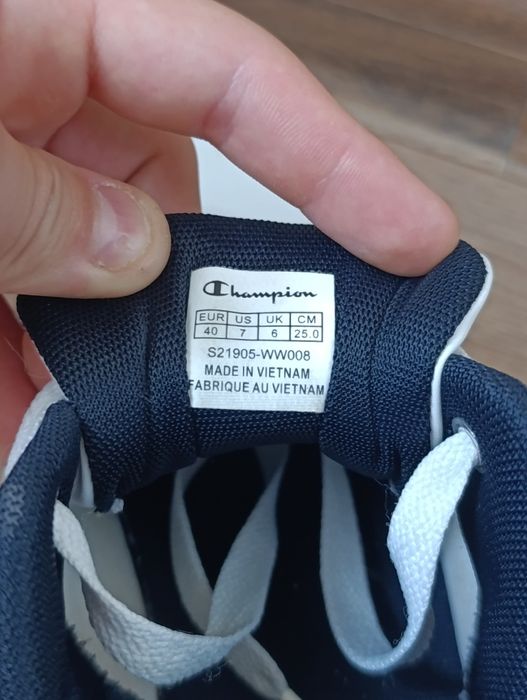 Champion
EUR US UK CM
40 7 6 25.0
S21905-WW008
MADE IN VIETNAM
FABRIQUE AU VIETNAM